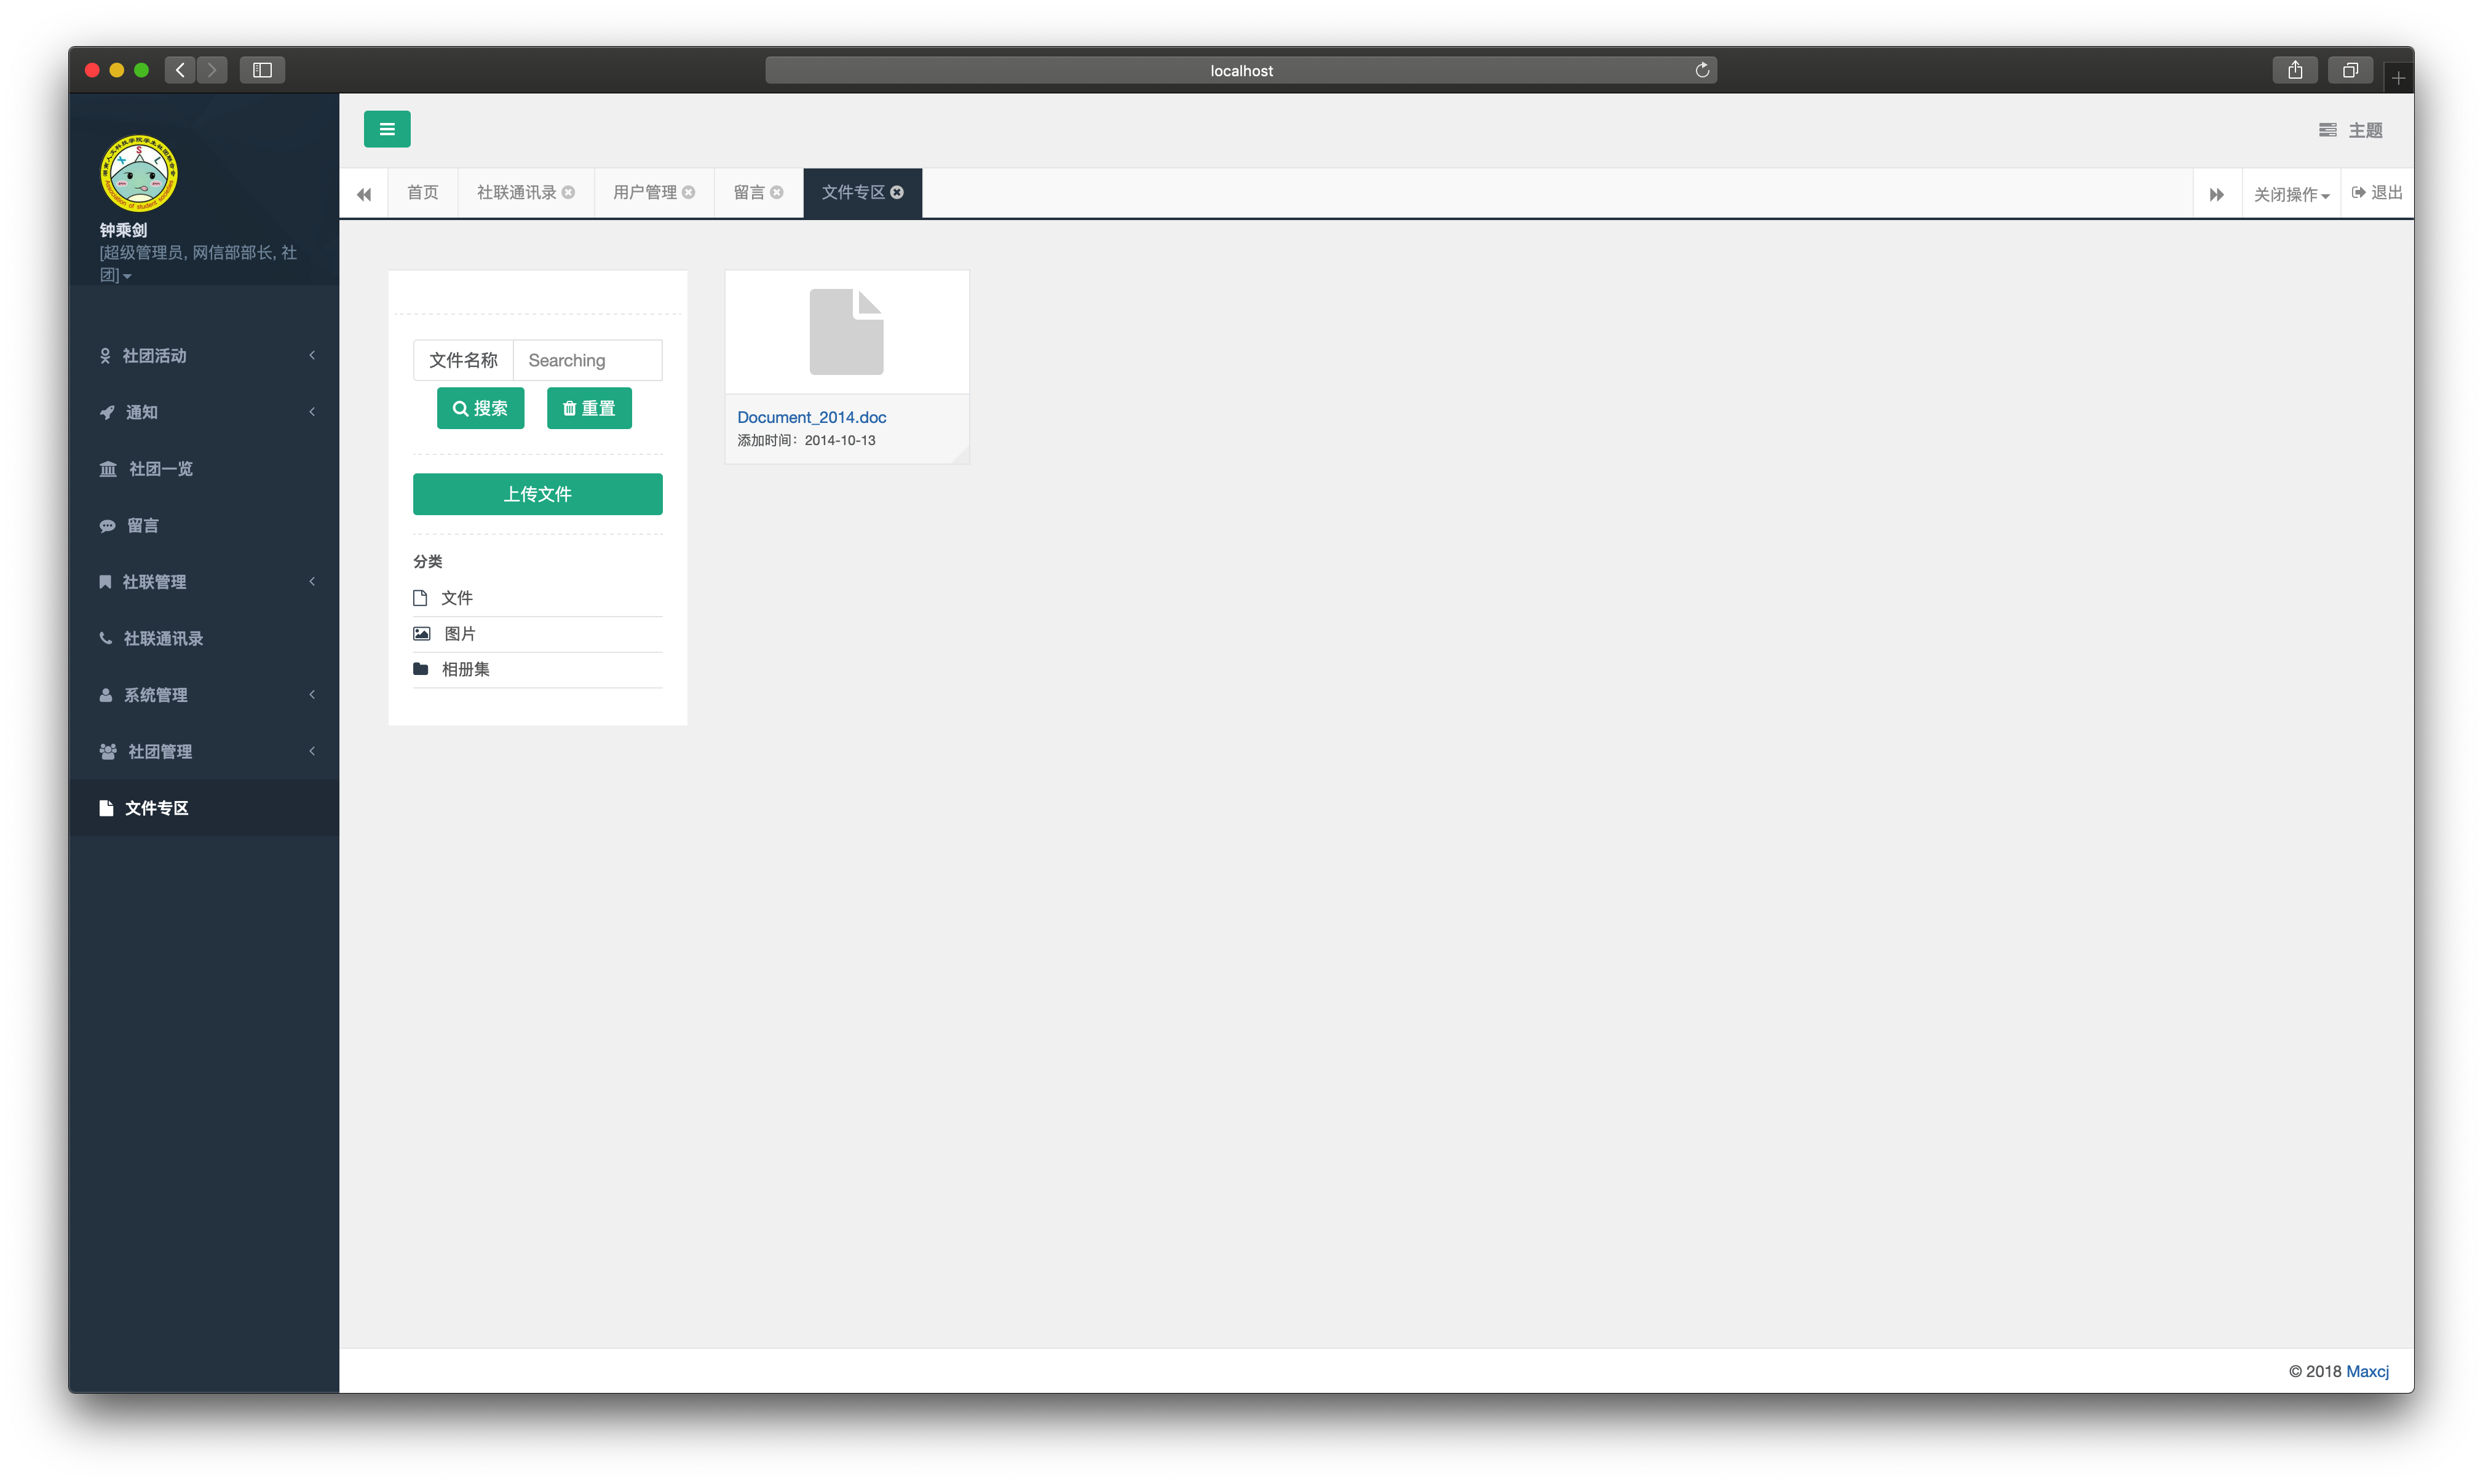 localhost
钟乘剑
[超级管理员, 网信部部长, 社
团]
社团活动
通知
社团一览
留言
社联管理
社联通讯录
系统管理
社团管理
文件专区
主题
首页
社联通讯录
用户管理
留言
文件专区
关闭操作
退出
文件名称
Searching
搜索
重置
上传文件
分类
文件
图片
相册集
Document_2014.doc
添加时间：2014-10-13
© 2018 Maxcj